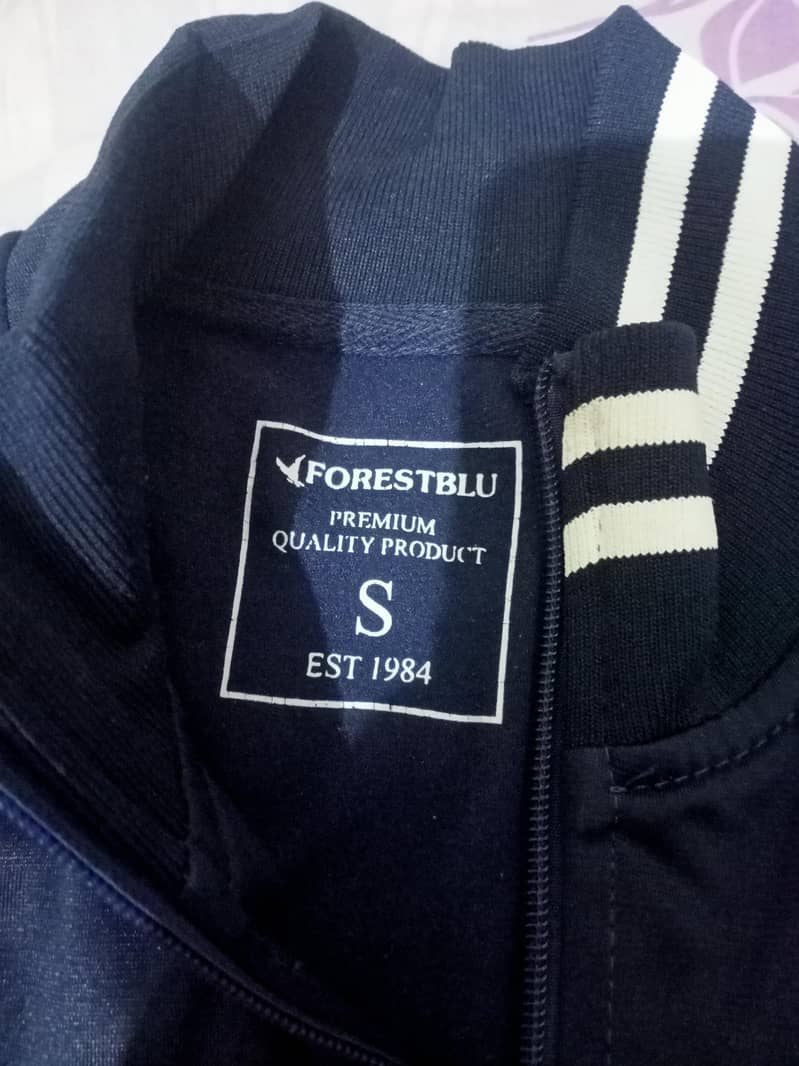 FORESTBLU
PREMIUM
QUALITY PRODUCT
S
EST 1984